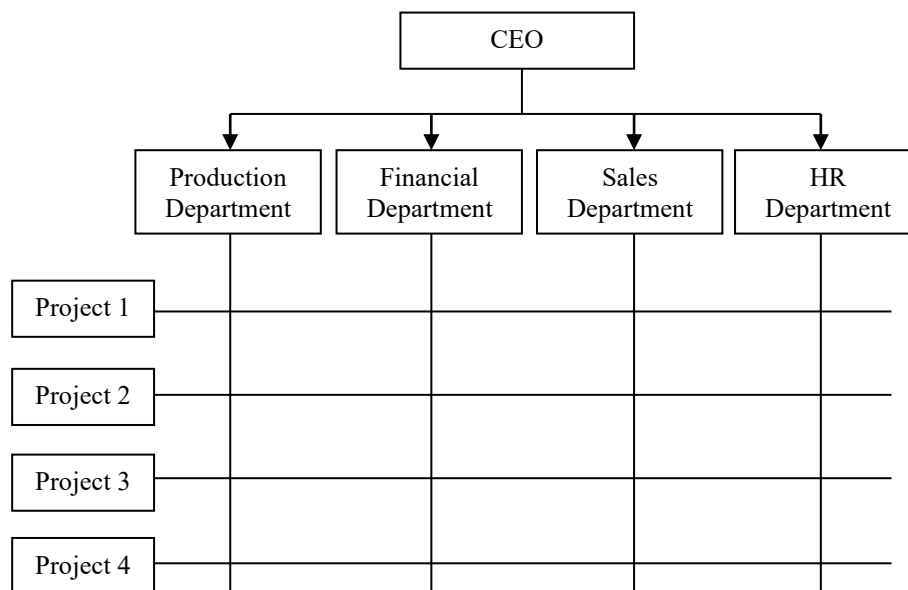 CEO
Production
Department
Financial
Department
Sales
Department
HR
Department
Project 1
Project 2
Project 3
Project 4